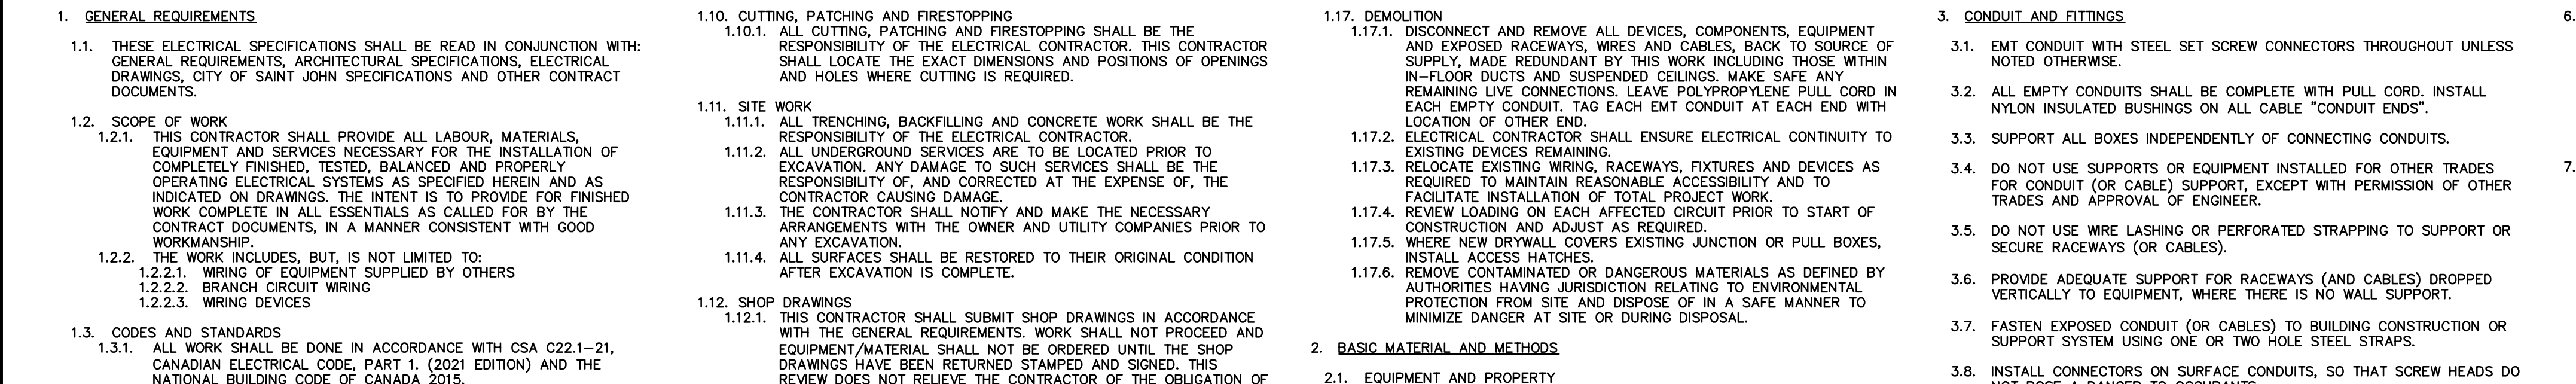 1. GENERAL REQUIREMENTS
1.1. THESE ELECTRICAL SPECIFICATIONS SHALL BE READ IN CONJUNCTION WITH:
GENERAL REQUIREMENTS, ARCHITECTURAL SPECIFICATIONS, ELECTRICAL
DRAWINGS, CITY OF SAINT JOHN SPECIFICATIONS AND OTHER CONTRACT
DOCUMENTS.
1.2. SCOPE OF WORK
1.2.1. THIS CONTRACTOR SHALL PROVIDE ALL LABOUR, MATERIALS,
EQUIPMENT AND SERVICES NECESSARY FOR THE INSTALLATION OF
COMPLETELY FINISHED, TESTED, BALANCED AND PROPERLY
OPERATING ELECTRICAL SYSTEMS AS SPECIFIED HEREIN AND AS
INDICATED ON DRAWINGS. THE INTENT IS TO PROVIDE FOR FINISHED
WORK COMPLETE IN ALL ESSENTIALS AS CALLED FOR BY THE
CONTRACT DOCUMENTS, IN A MANNER CONSISTENT WITH GOOD
WORKMANSHIP.
1.2.2. THE WORK INCLUDES, BUT, IS NOT LIMITED TO:
1.2.2.1. WIRING OF EQUIPMENT SUPPLIED BY OTHERS
1.2.2.2. BRANCH CIRCUIT WIRING
1.2.2.3. WIRING DEVICES
1.3. CODES AND STANDARDS
1.3.1. ALL WORK SHALL BE DONE IN ACCORDANCE WITH CSA C22.1-21,
CANADIAN ELECTRICAL CODE, PART 1. (2021 EDITION) AND THE
NATIONAL BUILDING CODE OF CANADA 2015.
1.10. CUTTING, PATCHING AND FIRESTOPPING
1.10.1. ALL CUTTING, PATCHING AND FIRESTOPPING SHALL BE THE
RESPONSIBILITY OF THE ELECTRICAL CONTRACTOR. THIS CONTRACTOR
SHALL LOCATE THE EXACT DIMENSIONS AND POSITIONS OF OPENINGS
AND HOLES WHERE CUTTING IS REQUIRED.
1.11. SITE WORK
1.11.1. ALL TRENCHING, BACKFILLING AND CONCRETE WORK SHALL BE THE
RESPONSIBILITY OF THE ELECTRICAL CONTRACTOR.
1.11.2. ALL UNDERGROUND SERVICES ARE TO BE LOCATED PRIOR TO
EXCAVATION. ANY DAMAGE TO SUCH SERVICES SHALL BE THE
RESPONSIBILITY OF, AND CORRECTED AT THE EXPENSE OF, THE
CONTRACTOR CAUSING DAMAGE.
1.11.3. THE CONTRACTOR SHALL NOTIFY AND MAKE THE NECESSARY
ARRANGEMENTS WITH THE OWNER AND UTILITY COMPANIES PRIOR TO
ANY EXCAVATION.
1.11.4. ALL SURFACES SHALL BE RESTORED TO THEIR ORIGINAL CONDITION
AFTER EXCAVATION IS COMPLETE.
1.12. SHOP DRAWINGS
1.12.1. THIS CONTRACTOR SHALL SUBMIT SHOP DRAWINGS IN ACCORDANCE
WITH THE GENERAL REQUIREMENTS. WORK SHALL NOT PROCEED AND
EQUIPMENT/MATERIAL SHALL NOT BE ORDERED UNTIL THE SHOP
DRAWINGS HAVE BEEN RETURNED STAMPED AND SIGNED. THIS
REVIEW DOES NOT RELIEVE THE CONTRACTOR OF THE OBLIGATION OF
1.17. DEMOLITION
1.17.1. DISCONNECT AND REMOVE ALL DEVICES, COMPONENTS, EQUIPMENT
AND EXPOSED RACEWAYS, WIRES AND CABLES, BACK TO SOURCE OF
SUPPLY, MADE REDUNDANT BY THIS WORK INCLUDING THOSE WITHIN
IN-FLOOR DUCTS AND SUSPENDED CEILINGS. MAKE SAFE ANY
REMAINING LIVE CONNECTIONS. LEAVE POLYPROPYLENE PULL CORD IN
EACH EMPTY CONDUIT. TAG EACH EMT CONDUIT AT EACH END WITH
LOCATION OF OTHER END.
1.17.2. ELECTRICAL CONTRACTOR SHALL ENSURE ELECTRICAL CONTINUITY TO
EXISTING DEVICES REMAINING.
1.17.3. RELOCATE EXISTING WIRING, RACEWAYS, FIXTURES AND DEVICES AS
REQUIRED TO MAINTAIN REASONABLE ACCESSIBILITY AND TO
FACILITATE INSTALLATION OF TOTAL PROJECT WORK.
1.17.4. REVIEW LOADING ON EACH AFFECTED CIRCUIT PRIOR TO START OF
CONSTRUCTION AND ADJUST AS REQUIRED.
1.17.5. WHERE NEW DRYWALL COVERS EXISTING JUNCTION OR PULL BOXES,
INSTALL ACCESS HATCHES.
1.17.6. REMOVE CONTAMINATED OR DANGEROUS MATERIALS AS DEFINED BY
AUTHORITIES HAVING JURISDICTION RELATING TO ENVIRONMENTAL
PROTECTION FROM SITE AND DISPOSE OF IN A SAFE MANNER TO
MINIMIZE DANGER AT SITE OR DURING DISPOSAL.
2. BASIC MATERIAL AND METHODS
2.1. EQUIPMENT AND PROPERTY
3. CONDUIT AND FITTINGS
3.1. EMT CONDUIT WITH STEEL SET SCREW CONNECTORS THROUGHOUT UNLESS
NOTED OTHERWISE.
3.2. ALL EMPTY CONDUITS SHALL BE COMPLETE WITH PULL CORD. INSTALL
NYLON INSULATED BUSHINGS ON ALL CABLE "CONDUIT ENDS".
3.3. SUPPORT ALL BOXES INDEPENDENTLY OF CONNECTING CONDUITS.
3.4. DO NOT USE SUPPORTS OR EQUIPMENT INSTALLED FOR OTHER TRADES
FOR CONDUIT (OR CABLE) SUPPORT, EXCEPT WITH PERMISSION OF OTHER
TRADES AND APPROVAL OF ENGINEER.
3.5. DO NOT USE WIRE LASHING OR PERFORATED STRAPPING TO SUPPORT OR
SECURE RACEWAYS (OR CABLES).
3.6. PROVIDE ADEQUATE SUPPORT FOR RACEWAYS (AND CABLES) DROPPED
VERTICALLY TO EQUIPMENT, WHERE THERE IS NO WALL SUPPORT.
3.7. FASTEN EXPOSED CONDUIT (OR CABLES) TO BUILDING CONSTRUCTION OR
SUPPORT SYSTEM USING ONE OR TWO HOLE STEEL STRAPS.
3.8. INSTALL CONNECTORS ON SURFACE CONDUITS, SO THAT SCREW HEADS DO
6.
7.